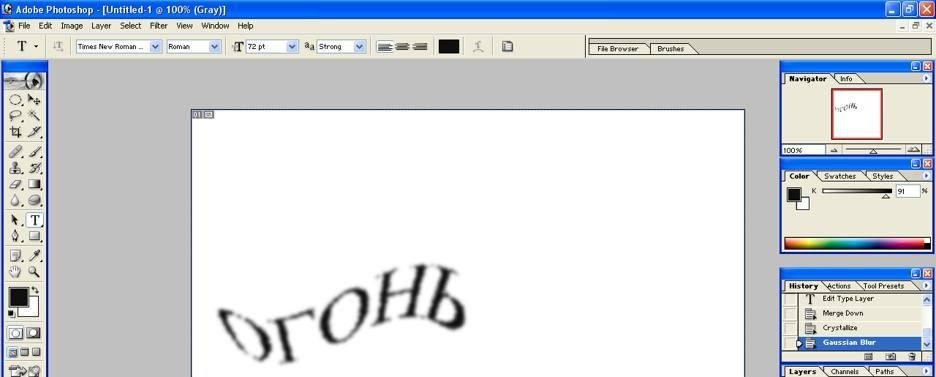 Adobe Photoshop - [Untitled-1 @ 100% (Gray)]
File Edit Image Layer Select Filter View Window Help
T T Times New Roman ... Roman T 72 pt aa Strong File Browser Brushes
Navigator Info
100%
Color Swatches Styles
K 91 %
History Actions Tool Presets
T Edit Type Layer
Merge Down
Crystallize
Gaussian Blur
Layers Channels Paths
T
01
огонь